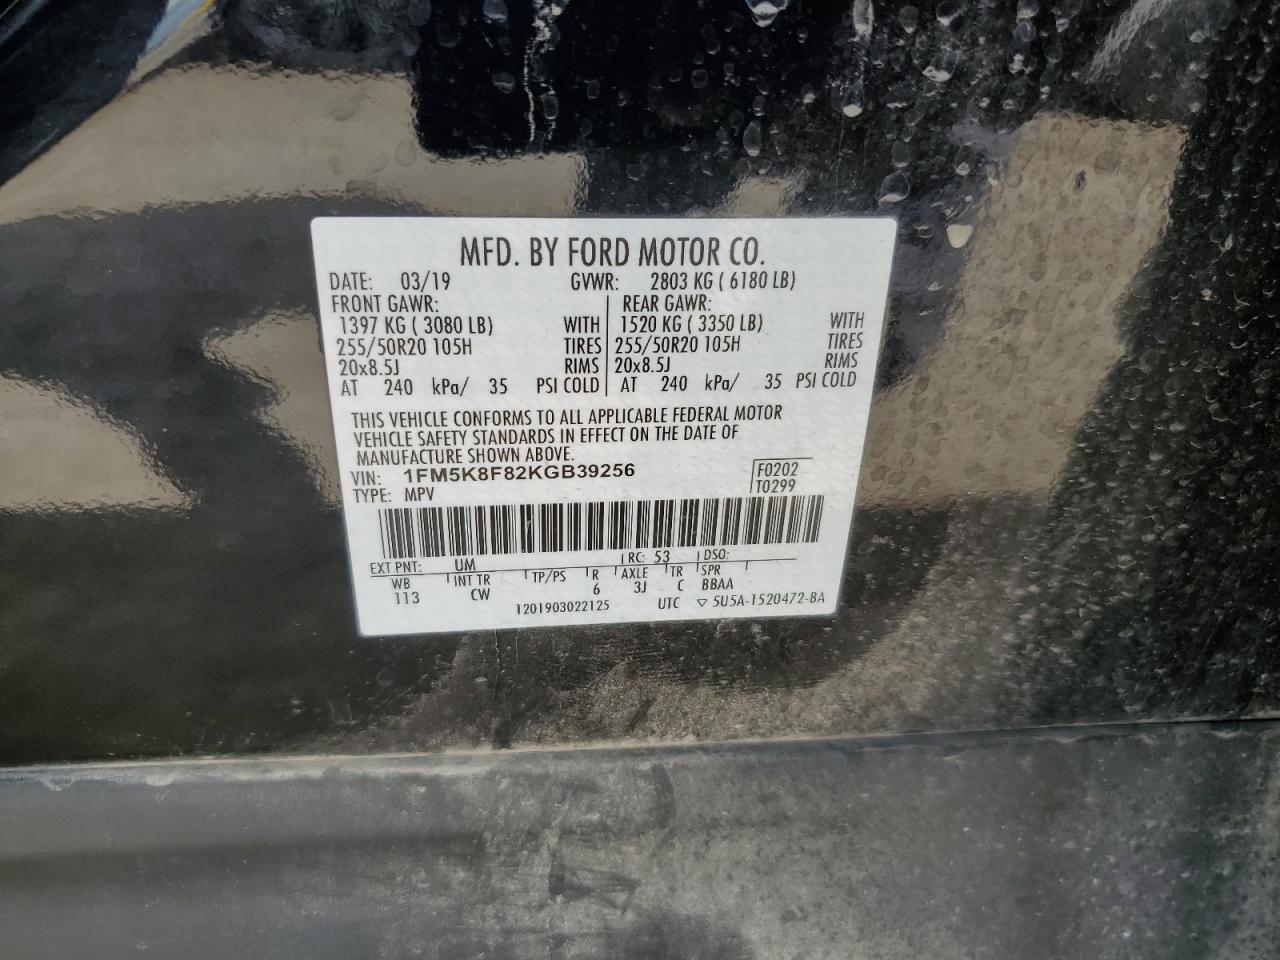 MFD. BY FORD MOTOR CO.
DATE: 03/19 GVWR: 2803 KG ( 6180 LB)
FRONT GAWR: REAR GAWR:
1397 KG ( 3080 LB) WITH 1520 KG ( 3350 LB) WITH
255/50R20 105H TIRES 255/50R20 105H TIRES
20x8.5J RIMS 20x8.5J RIMS
AT 240 kPa/ 35 PSI COLD AT 240 kPa/ 35 PSI COLD
THIS VEHICLE CONFORMS TO ALL APPLICABLE FEDERAL MOTOR
VEHICLE SAFETY STANDARDS IN EFFECT ON THE DATE OF
MANUFACTURE SHOWN ABOVE.
VIN: 1FM5K8F82KGB39256 F0202
TYPE: MPV T0299
EXT PNT: UM RC: 53 DSO:
WB INT TR TP/PS R AXLE TR SPR
113 CW 6 3J C BBAA
1201903022125 UTC ▽ 5U5A-1520472-BA